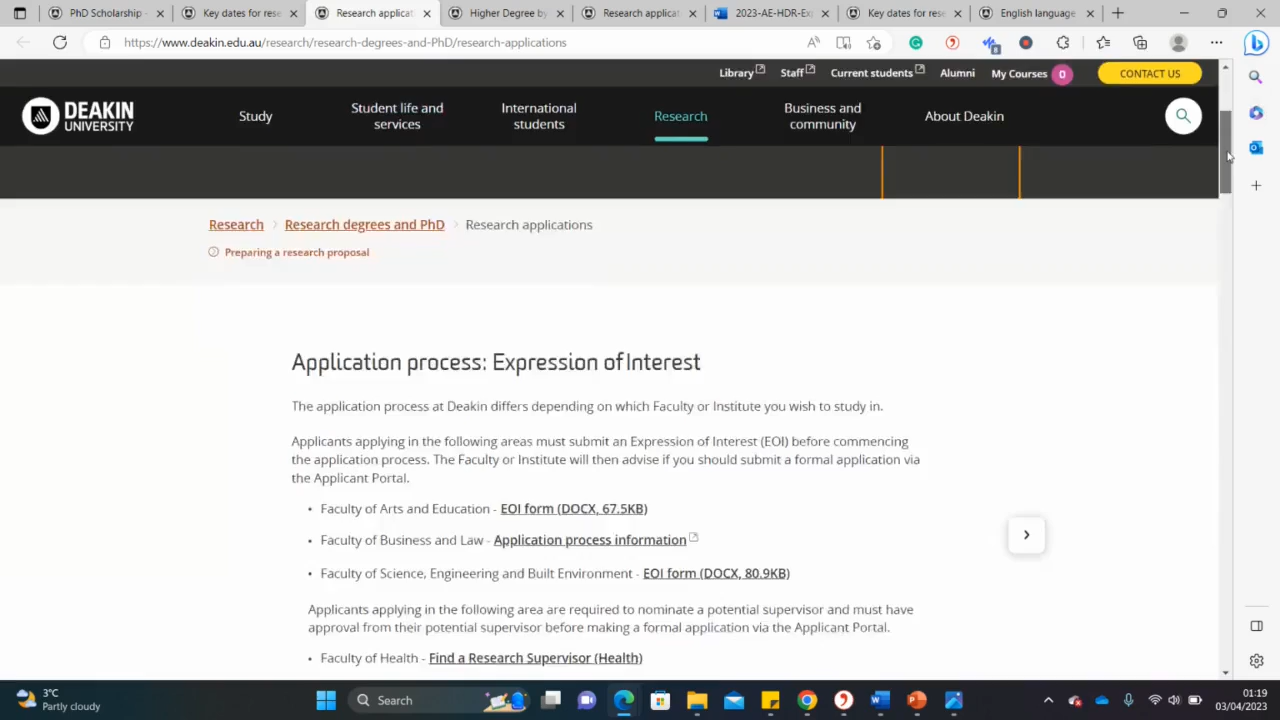 PhD Scholarship -
Key dates for rese
Research applicat
Higher Degree by
Research applicat
2023-AE-HDR-Ex
Key dates for rese
English language
https://www.deakin.edu.au/research/research-degrees-and-PhD/research-applications
Library
Staff
Current students
Alumni
My Courses 0
CONTACT US
DEAKIN
UNIVERSITY
Study
Student life and
services
International
students
Research
Business and
community
About Deakin
Research > Research degrees and PhD > Research applications
Preparing a research proposal
Application process: Expression of Interest
The application process at Deakin differs depending on which Faculty or Institute you wish to study in.
Applicants applying in the following areas must submit an Expression of Interest (EOI) before commencing
the application process. The Faculty or Institute will then advise if you should submit a formal application via
the Applicant Portal.
• Faculty of Arts and Education - EOI form (DOCX, 67.5KB)
• Faculty of Business and Law - Application process information
• Faculty of Science, Engineering and Built Environment - EOI form (DOCX, 80.9KB)
Applicants applying in the following area are required to nominate a potential supervisor and must have
approval from their potential supervisor before making a formal application via the Applicant Portal.
• Faculty of Health - Find a Research Supervisor (Health)
3°C
Partly cloudy
Search
01:19
03/04/2023